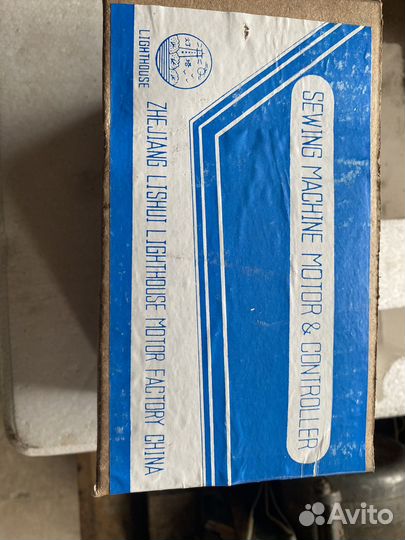 LIGHTHOUSE
SEWING MACHINE MOTOR & CONTROLLER
ZHEJIANG LISHUI LIGHTHOUSE MOTOR FACTORY CHINA
Avito